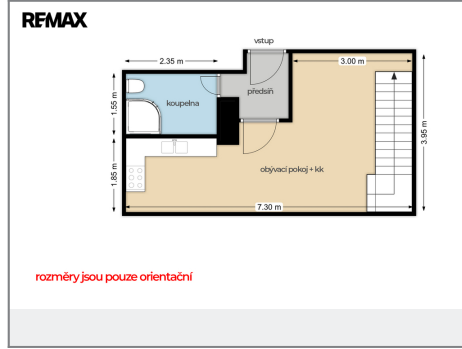 RE/MAX
vstup
2.35 m
3.00 m
1.55 m
koupelna
předsíň
3.95 m
1.85 m
obývací pokoj + kk
7.30 m
rozměry jsou pouze orientační